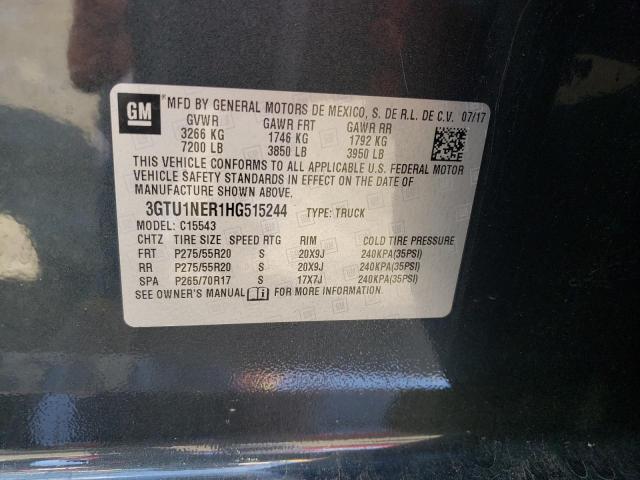 GM
MFD BY GENERAL MOTORS DE MEXICO, S. DE R.L. DE C.V. 07/17
GVWR GAWR FRT GAWR RR
3266 KG 1746 KG 1792 KG
7200 LB 3850 LB 3950 LB
THIS VEHICLE CONFORMS TO ALL APPLICABLE U.S. FEDERAL MOTOR
VEHICLE SAFETY STANDARDS IN EFFECT ON THE DATE OF
MANUFACTURE SHOWN ABOVE.
3GTU1NER1HG515244 TYPE: TRUCK
MODEL: C15543
CHTZ TIRE SIZE SPEED RTG RIM COLD TIRE PRESSURE
FRT P275/55R20 S 20X9J 240KPA(35PSI)
RR P275/55R20 S 20X9J 240KPA(35PSI)
SPA P265/70R17 S 17X7J 240KPA(35PSI)
SEE OWNER'S MANUAL FOR MORE INFORMATION.